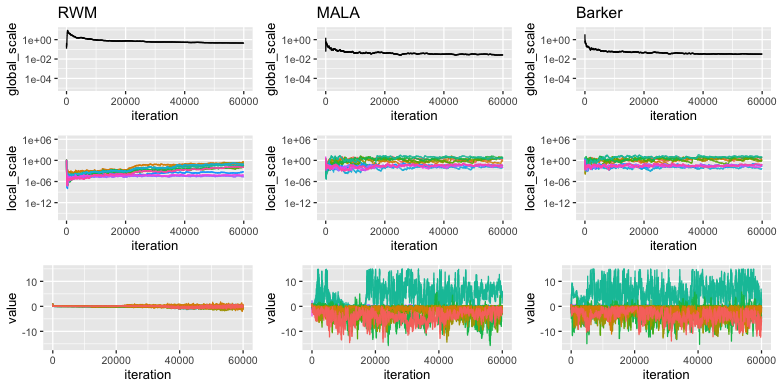 RWM MALA Barker
global_scale 1e+00 1e-02 1e-04 global_scale 1e+00 1e-02 1e-04 global_scale 1e+00 1e-02 1e-04
0 20000 40000 60000 0 20000 40000 60000 0 20000 40000 60000
iteration iteration iteration
local_scale 1e+06 1e+00 1e-06 1e-12 local_scale 1e+06 1e+00 1e-06 1e-12 local_scale 1e+06 1e+00 1e-06 1e-12
0 20000 40000 60000 0 20000 40000 60000 0 20000 40000 60000
iteration iteration iteration
value 10 0 -10 value 10 0 -10 value 10 0 -10
0 20000 40000 60000 0 20000 40000 60000 0 20000 40000 60000
iteration iteration iteration